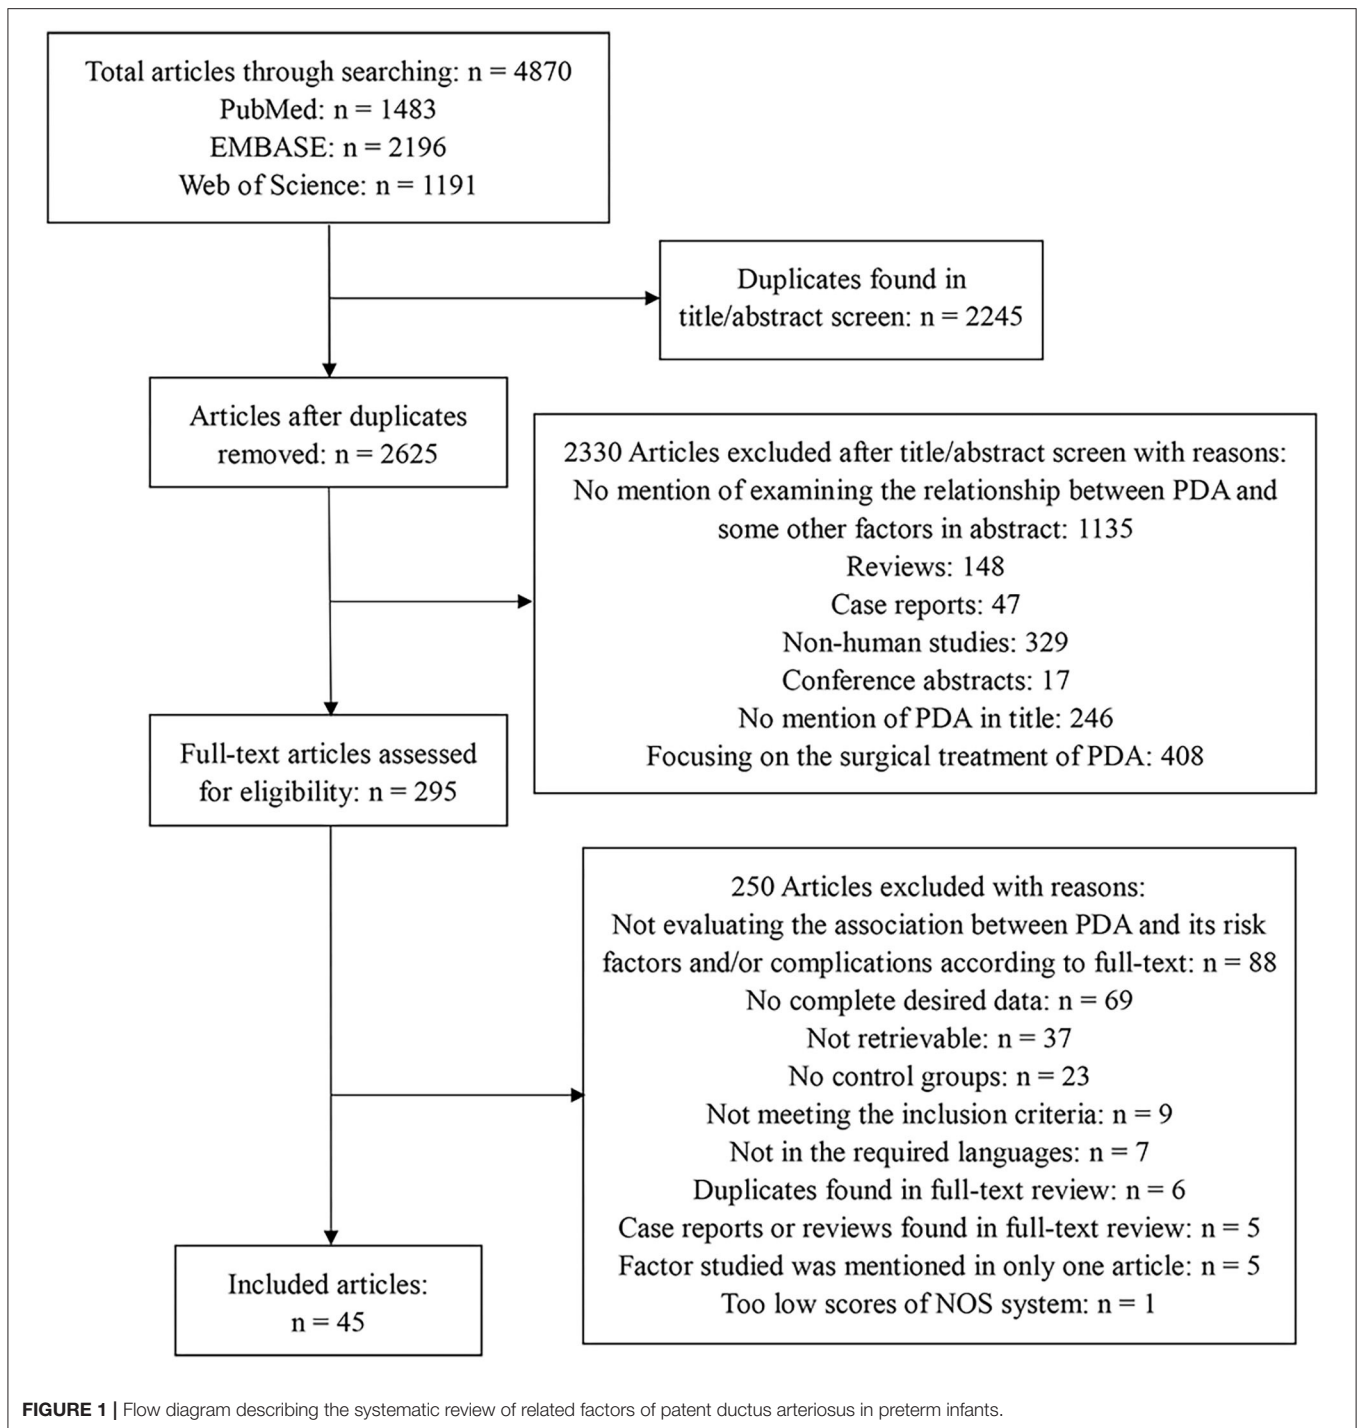 Total articles through searching: n = 4870
PubMed: n = 1483
EMBASE: n = 2196
Web of Science: n = 1191
Duplicates found in
title/abstract screen: n = 2245
Articles after duplicates
removed: n = 2625
2330 Articles excluded after title/abstract screen with reasons:
No mention of examining the relationship between PDA and
some other factors in abstract: 1135
Reviews: 148
Case reports: 47
Non-human studies: 329
Conference abstracts: 17
No mention of PDA in title: 246
Focusing on the surgical treatment of PDA: 408
Full-text articles assessed
for eligibility: n = 295
250 Articles excluded with reasons:
Not evaluating the association between PDA and its risk
factors and/or complications according to full-text: n = 88
No complete desired data: n = 69
Not retrievable: n = 37
No control groups: n = 23
Not meeting the inclusion criteria: n = 9
Not in the required languages: n = 7
Duplicates found in full-text review: n = 6
Case reports or reviews found in full-text review: n = 5
Factor studied was mentioned in only one article: n = 5
Too low scores of NOS system: n = 1
Included articles:
n = 45
FIGURE 1 | Flow diagram describing the systematic review of related factors of patent ductus arteriosus in preterm infants.